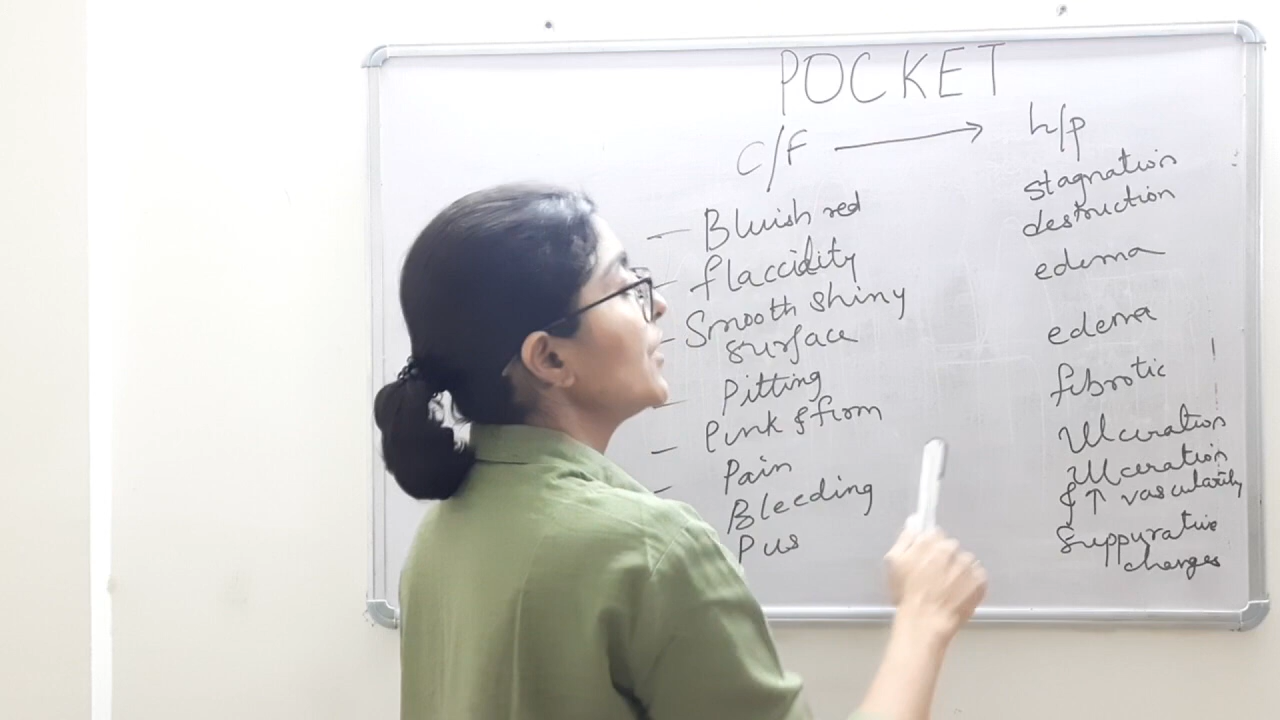 POCKET
C/F → h/p
Bluish red stagnation
flaccidity destruction
Smooth shiny surface edema
Pitting edema
Pink & firm fibrotic
Pain Ulceration
Bleeding Ulceration & ↑ vascularity
Pus Suppurative changes